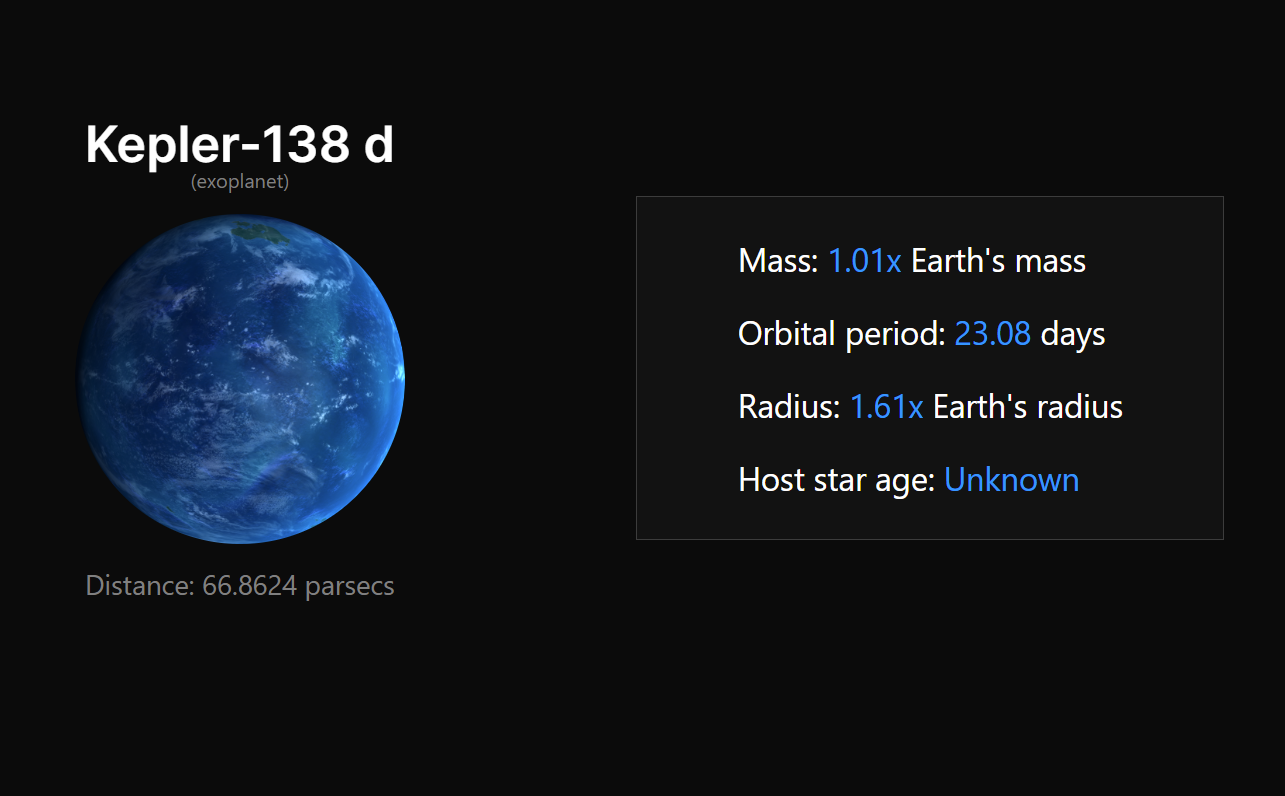 Kepler-138 d
(exoplanet)
Mass: 1.01x Earth's mass
Orbital period: 23.08 days
Radius: 1.61x Earth's radius
Host star age: Unknown
Distance: 66.8624 parsecs